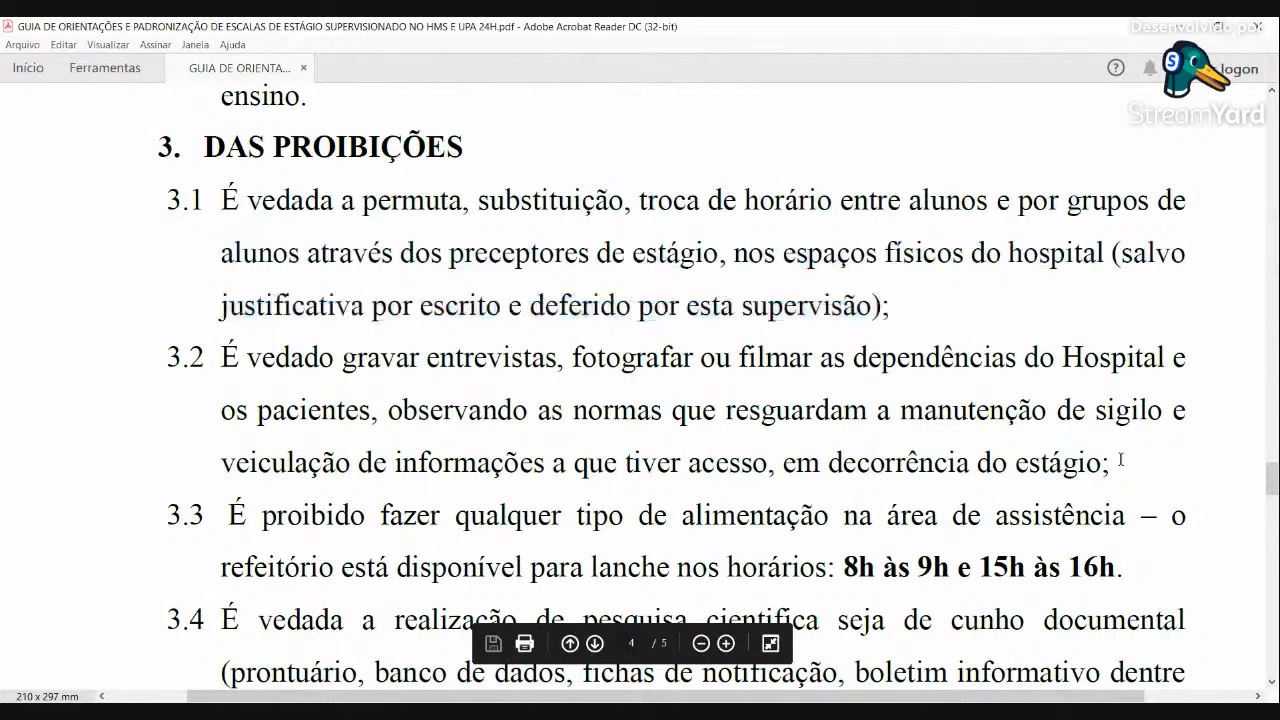 GUIA DE ORIENTAÇÕES E PADRONIZAÇÃO DE ESCALAS DE ESTÁGIO SUPERVISIONADO NO HMS E UPA 24H.pdf - Adobe Acrobat Reader DC (32-bit)
Desenvolvido por
Arquivo Editar Visualizar Assinar Janela Ajuda
Início Ferramentas GUIA DE ORIENTA... × logon
StreamYard
ensino.
3. DAS PROIBIÇÕES
3.1 É vedada a permuta, substituição, troca de horário entre alunos e por grupos de
alunos através dos preceptores de estágio, nos espaços físicos do hospital (salvo
justificativa por escrito e deferido por esta supervisão);
3.2 É vedado gravar entrevistas, fotografar ou filmar as dependências do Hospital e
os pacientes, observando as normas que resguardam a manutenção de sigilo e
veiculação de informações a que tiver acesso, em decorrência do estágio;
3.3 É proibido fazer qualquer tipo de alimentação na área de assistência – o
refeitório está disponível para lanche nos horários: 8h às 9h e 15h às 16h.
3.4 É vedada a realização de pesquisa cientifica seja de cunho documental
4 / 5
(prontuário, banco de dados, fichas de notificação, boletim informativo dentre
210 x 297 mm